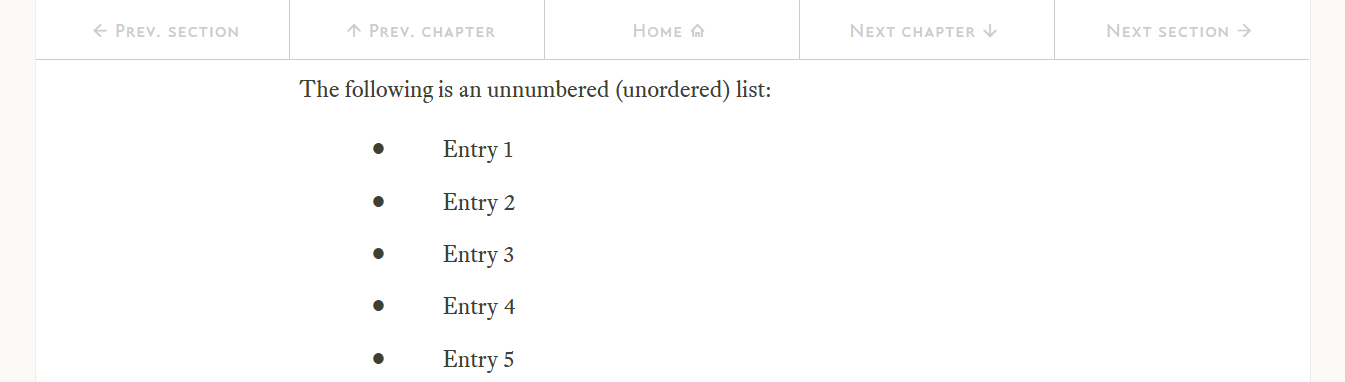 ← Prev. section ↑ Prev. chapter Home Next chapter ↓ Next section →
The following is an unnumbered (unordered) list:
● Entry 1
● Entry 2
● Entry 3
● Entry 4
● Entry 5